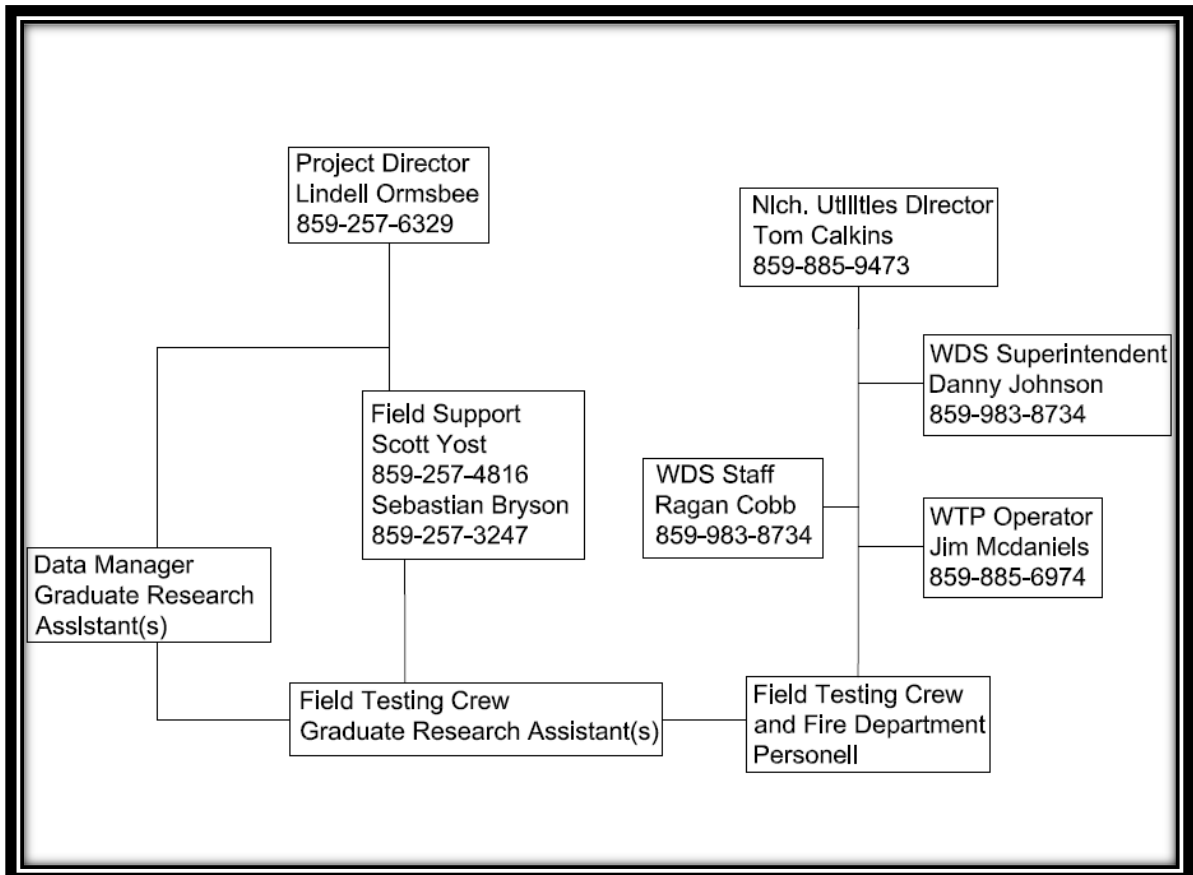 Project Director
Lindell Ormsbee
859-257-6329
Nich. Utilities Director
Tom Calkins
859-885-9473
WDS Superintendent
Danny Johnson
859-983-8734
Field Support
Scott Yost
859-257-4816
Sebastian Bryson
859-257-3247
WDS Staff
Ragan Cobb
859-983-8734
WTP Operator
Jim Mcdaniels
859-885-6974
Data Manager
Graduate Research
Assistant(s)
Field Testing Crew
Graduate Research Assistant(s)
Field Testing Crew
and Fire Department
Personell